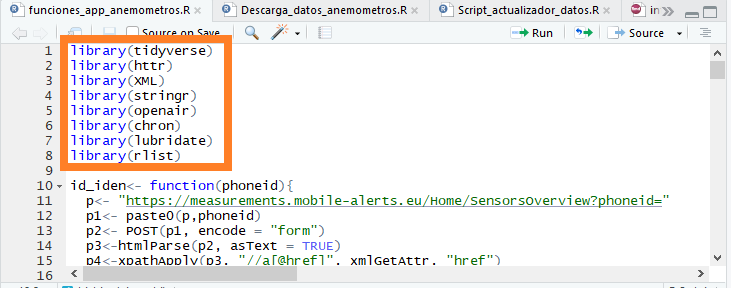 funciones_app_anemometros.R
Descarga_datos_anemometros.R
Script_actualizador_datos.R
in
Source on Save
Run
Source
1 library(tidyverse)
2 library(httr)
3 library(XML)
4 library(stringr)
5 library(openair)
6 library(chron)
7 library(lubridate)
8 library(rlist)
9
10 id_iden<- function(phoneid){
11 p<- "https://measurements.mobile-alerts.eu/Home/SensorsOverview?phoneid="
12 p1<- paste0(p,phoneid)
13 p2<- POST(p1, encode = "form")
14 p3<-htmlParse(p2, asText = TRUE)
15 p4<-xpathApply(p3, "//a[@href]", xmlGetAttr, "href")
16